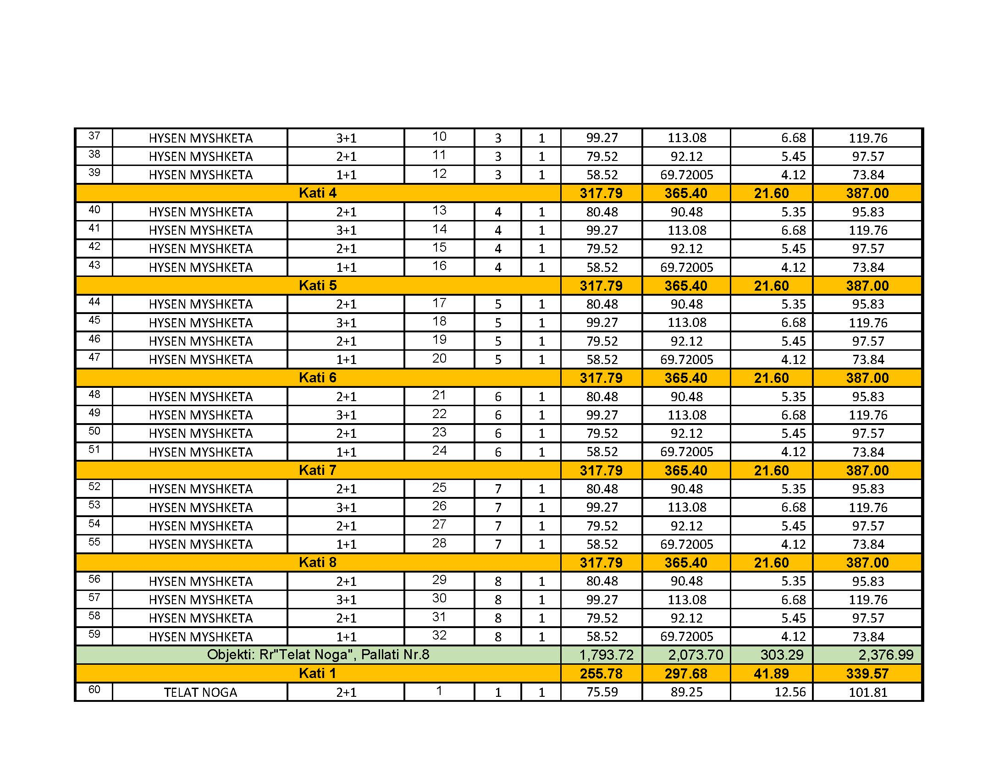 37 HYSEN MYSHKETA 3+1 10 3 1 99.27 113.08 6.68 119.76
38 HYSEN MYSHKETA 2+1 11 3 1 79.52 92.12 5.45 97.57
39 HYSEN MYSHKETA 1+1 12 3 1 58.52 69.72005 4.12 73.84
Kati 4 317.79 365.40 21.60 387.00
40 HYSEN MYSHKETA 2+1 13 4 1 80.48 90.48 5.35 95.83
41 HYSEN MYSHKETA 3+1 14 4 1 99.27 113.08 6.68 119.76
42 HYSEN MYSHKETA 2+1 15 4 1 79.52 92.12 5.45 97.57
43 HYSEN MYSHKETA 1+1 16 4 1 58.52 69.72005 4.12 73.84
Kati 5 317.79 365.40 21.60 387.00
44 HYSEN MYSHKETA 2+1 17 5 1 80.48 90.48 5.35 95.83
45 HYSEN MYSHKETA 3+1 18 5 1 99.27 113.08 6.68 119.76
46 HYSEN MYSHKETA 2+1 19 5 1 79.52 92.12 5.45 97.57
47 HYSEN MYSHKETA 1+1 20 5 1 58.52 69.72005 4.12 73.84
Kati 6 317.79 365.40 21.60 387.00
48 HYSEN MYSHKETA 2+1 21 6 1 80.48 90.48 5.35 95.83
49 HYSEN MYSHKETA 3+1 22 6 1 99.27 113.08 6.68 119.76
50 HYSEN MYSHKETA 2+1 23 6 1 79.52 92.12 5.45 97.57
51 HYSEN MYSHKETA 1+1 24 6 1 58.52 69.72005 4.12 73.84
Kati 7 317.79 365.40 21.60 387.00
52 HYSEN MYSHKETA 2+1 25 7 1 80.48 90.48 5.35 95.83
53 HYSEN MYSHKETA 3+1 26 7 1 99.27 113.08 6.68 119.76
54 HYSEN MYSHKETA 2+1 27 7 1 79.52 92.12 5.45 97.57
55 HYSEN MYSHKETA 1+1 28 7 1 58.52 69.72005 4.12 73.84
Kati 8 317.79 365.40 21.60 387.00
56 HYSEN MYSHKETA 2+1 29 8 1 80.48 90.48 5.35 95.83
57 HYSEN MYSHKETA 3+1 30 8 1 99.27 113.08 6.68 119.76
58 HYSEN MYSHKETA 2+1 31 8 1 79.52 92.12 5.45 97.57
59 HYSEN MYSHKETA 1+1 32 8 1 58.52 69.72005 4.12 73.84
Objekti: Rr"Telat Noga", Pallati Nr.8 1,793.72 2,073.70 303.29 2,376.99
Kati 1 255.78 297.68 41.89 339.57
60 TELAT NOGA 2+1 1 1 1 75.59 89.25 12.56 101.81